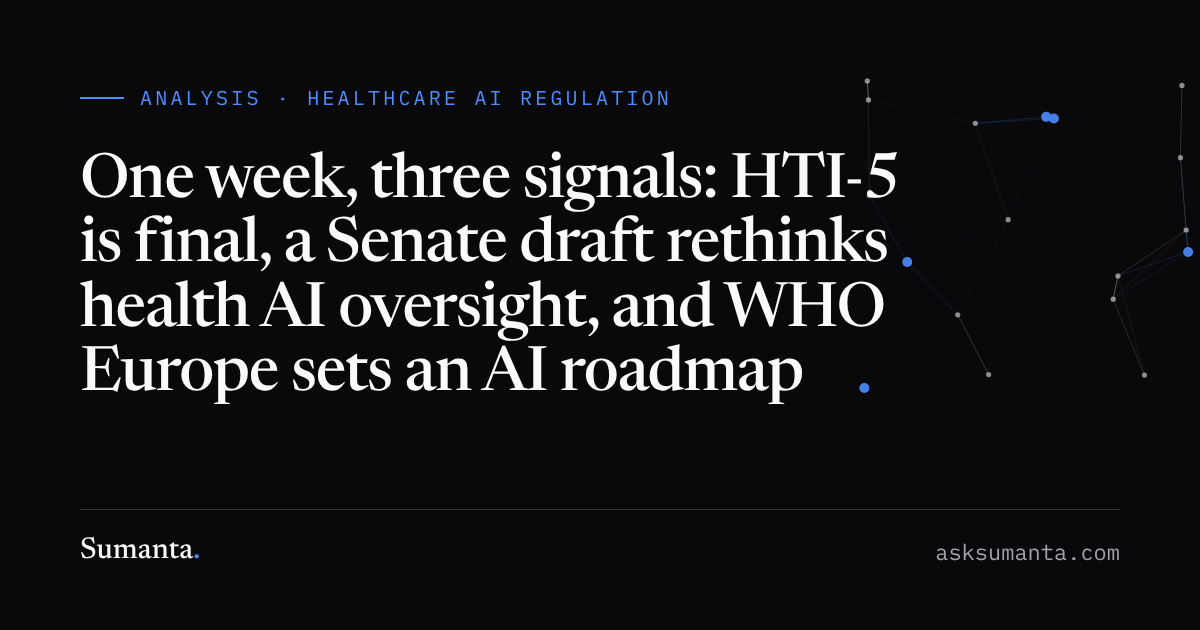 ANALYSIS · HEALTHCARE AI REGULATION
One week, three signals: HTI-5
is final, a Senate draft rethinks
health AI oversight, and WHO
Europe sets an AI roadmap
Sumanta.
asksumanta.com